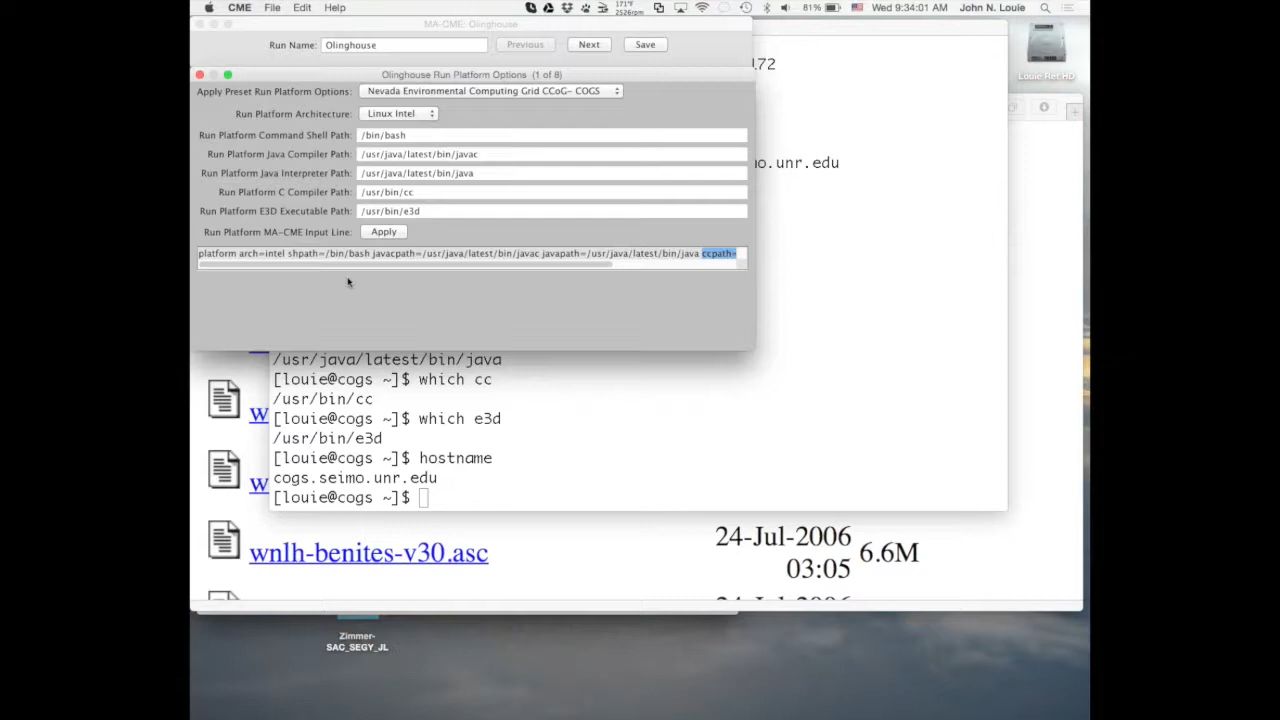 CME File Edit Help
171°F
2526rpm
81%
Wed 9:34:01 AM John N. Louie
MA-CME: Olinghouse
Run Name: Olinghouse Previous Next Save
Olinghouse Run Platform Options (1 of 8)
Apply Preset Run Platform Options: Nevada Environmental Computing Grid CCoG- COGS
Run Platform Architecture: Linux Intel
Run Platform Command Shell Path: /bin/bash
Run Platform Java Compiler Path: /usr/java/latest/bin/javac
Run Platform Java Interpreter Path: /usr/java/latest/bin/java
Run Platform C Compiler Path: /usr/bin/cc
Run Platform E3D Executable Path: /usr/bin/e3d
Run Platform MA-CME Input Line: Apply
platform arch=intel shpath=/bin/bash javacpath=/usr/java/latest/bin/javac javapath=/usr/java/latest/bin/java ccpath=
.72
o.unr.edu
Louie Ret HD
/usr/java/latest/bin/java
[louie@cogs ~]$ which cc
/usr/bin/cc
[louie@cogs ~]$ which e3d
/usr/bin/e3d
[louie@cogs ~]$ hostname
cogs.seimo.unr.edu
[louie@cogs ~]$
w
w
wnlh-benites-v30.asc
24-Jul-2006
03:05
6.6M
24-Jul-2006
Zimmer-
SAC_SEGY_JL